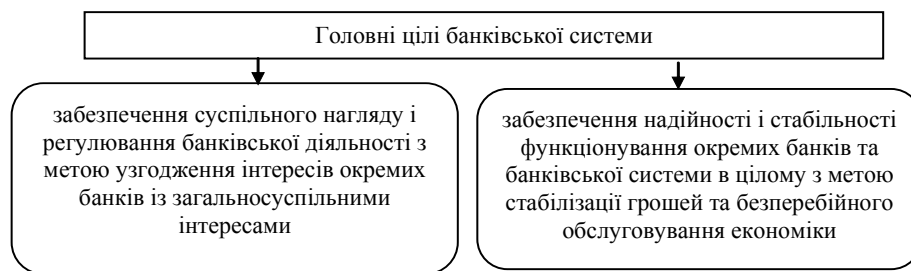 Головні цілі банківської системи
забезпечення суспільного нагляду і
регулювання банківської діяльності з
метою узгодження інтересів окремих
банків із загальносуспільними
інтересами
забезпечення надійності і стабільності
функціонування окремих банків та
банківської системи в цілому з метою
стабілізації грошей та безперебійного
обслуговування економіки